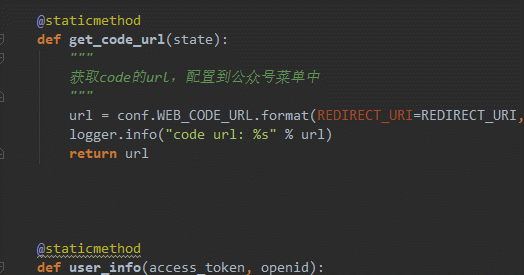 @staticmethod
def get_code_url(state):
"""
获取code的url，配置到公众号菜单中
"""
url = conf.WEB_CODE_URL.format(REDIRECT_URI=REDIRECT_URI,
logger.info("code url: %s" % url)
return url
@staticmethod
def user_info(access_token, openid):